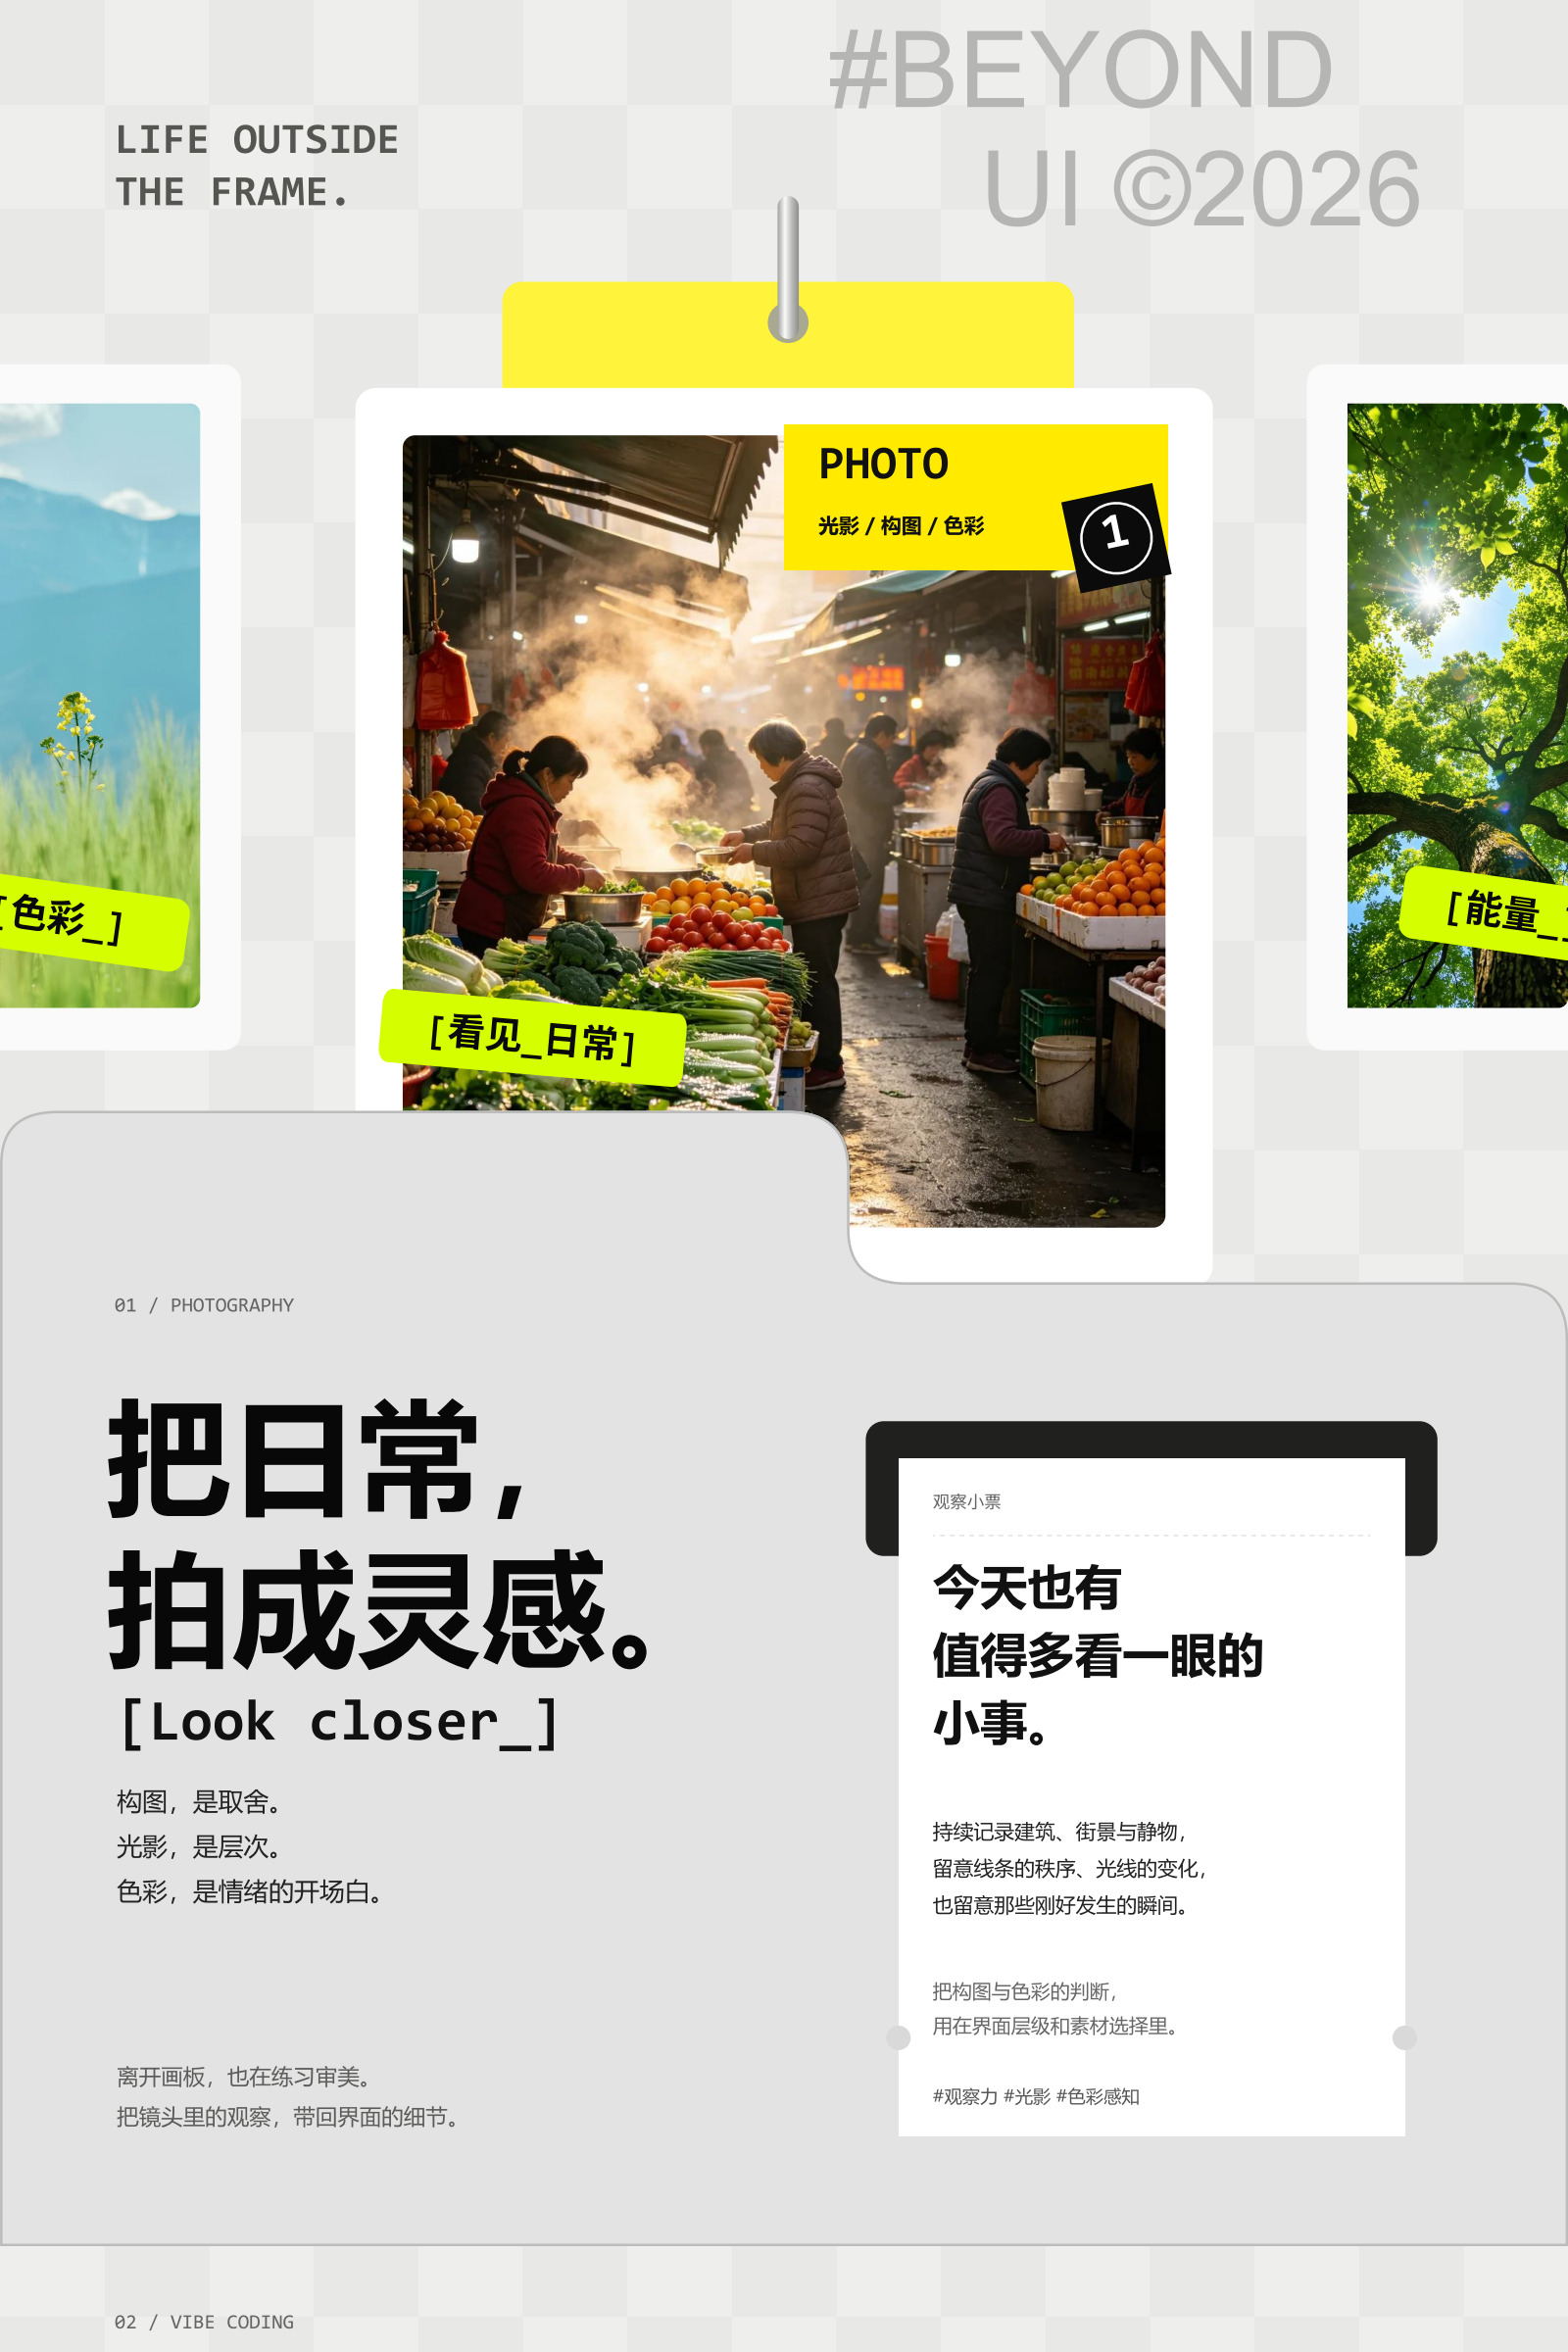 #BEYOND
UI ©2026
LIFE OUTSIDE
THE FRAME.
PHOTO
光影 / 构图 / 色彩
1
[色彩_]
[看见_日常]
[能量_
01 / PHOTOGRAPHY
把日常,
拍成灵感。
[Look closer_]
构图，是取舍。
光影，是层次。
色彩，是情绪的开场白。
离开画板，也在练习审美。
把镜头里的观察，带回界面的细节。
观察小票
今天也有
值得多看一眼的
小事。
持续记录建筑、街景与静物，
留意线条的秩序、光线的变化，
也留意那些刚好发生的瞬间。
把构图与色彩的判断，
用在界面层级和素材选择里。
#观察力 #光影 #色彩感知
02 / VIBE CODING